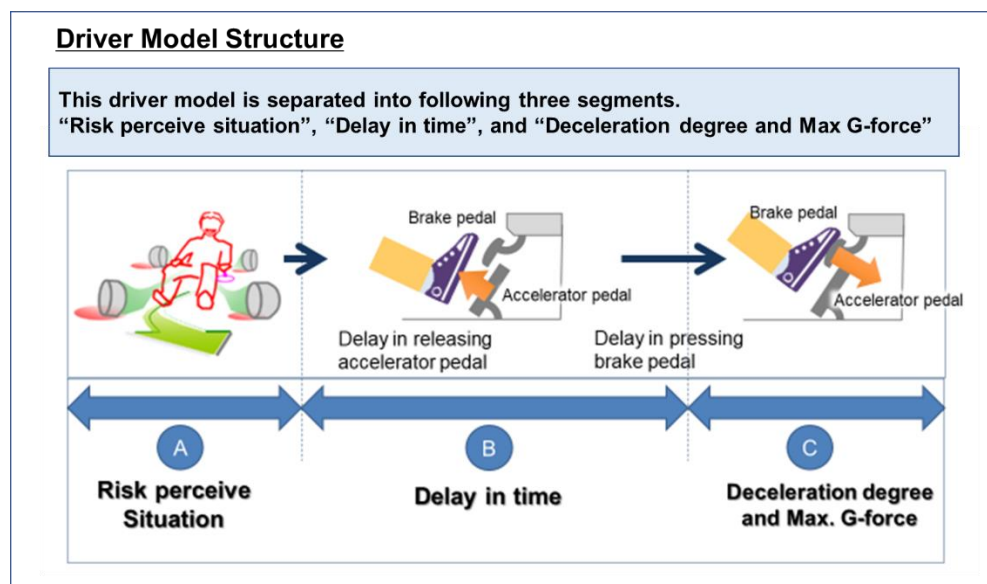 Driver Model Structure
This driver model is separated into following three segments.
“Risk perceive situation”, “Delay in time”, and “Deceleration degree and Max G-force”
Brake pedal
Accelerator pedal
Delay in releasing
accelerator pedal
Delay in pressing
brake pedal
Brake pedal
Accelerator pedal
A
Risk perceive
Situation
B
Delay in time
C
Deceleration degree
and Max. G-force